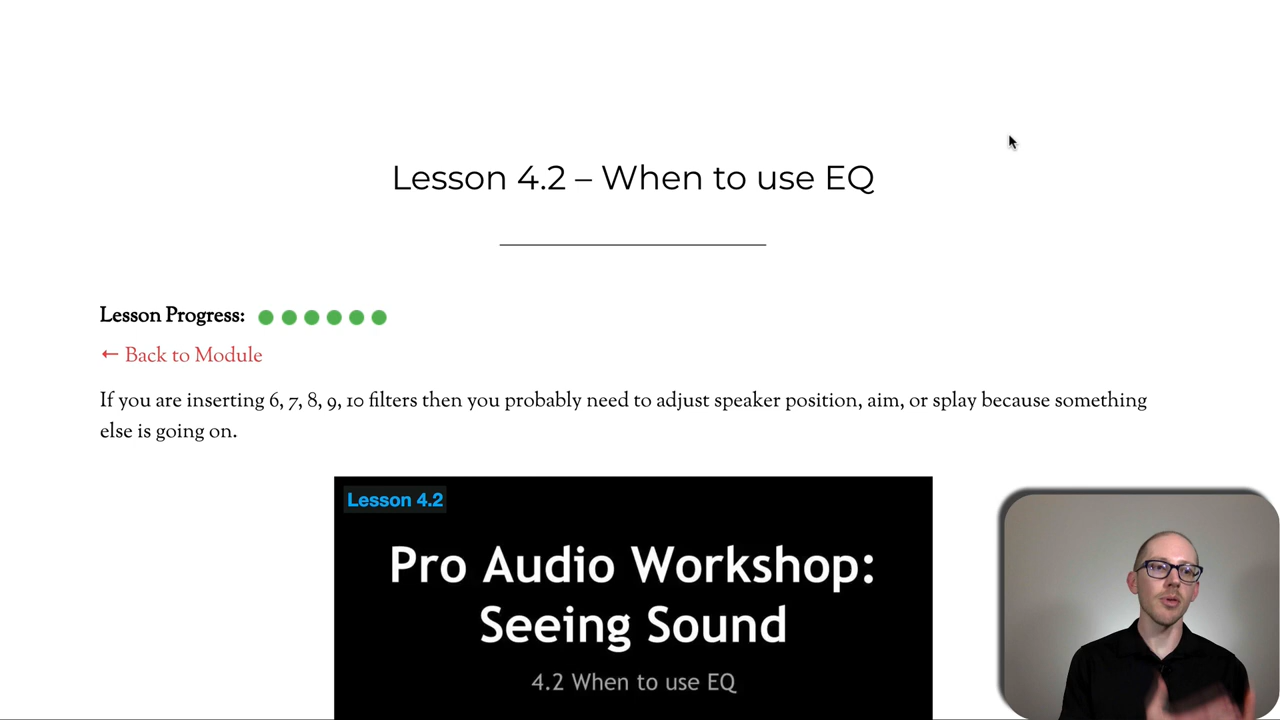 Lesson 4.2 – When to use EQ
Lesson Progress:
← Back to Module
If you are inserting 6, 7, 8, 9, 10 filters then you probably need to adjust speaker position, aim, or splay because something
else is going on.
Lesson 4.2
Pro Audio Workshop:
Seeing Sound
4.2 When to use EQ